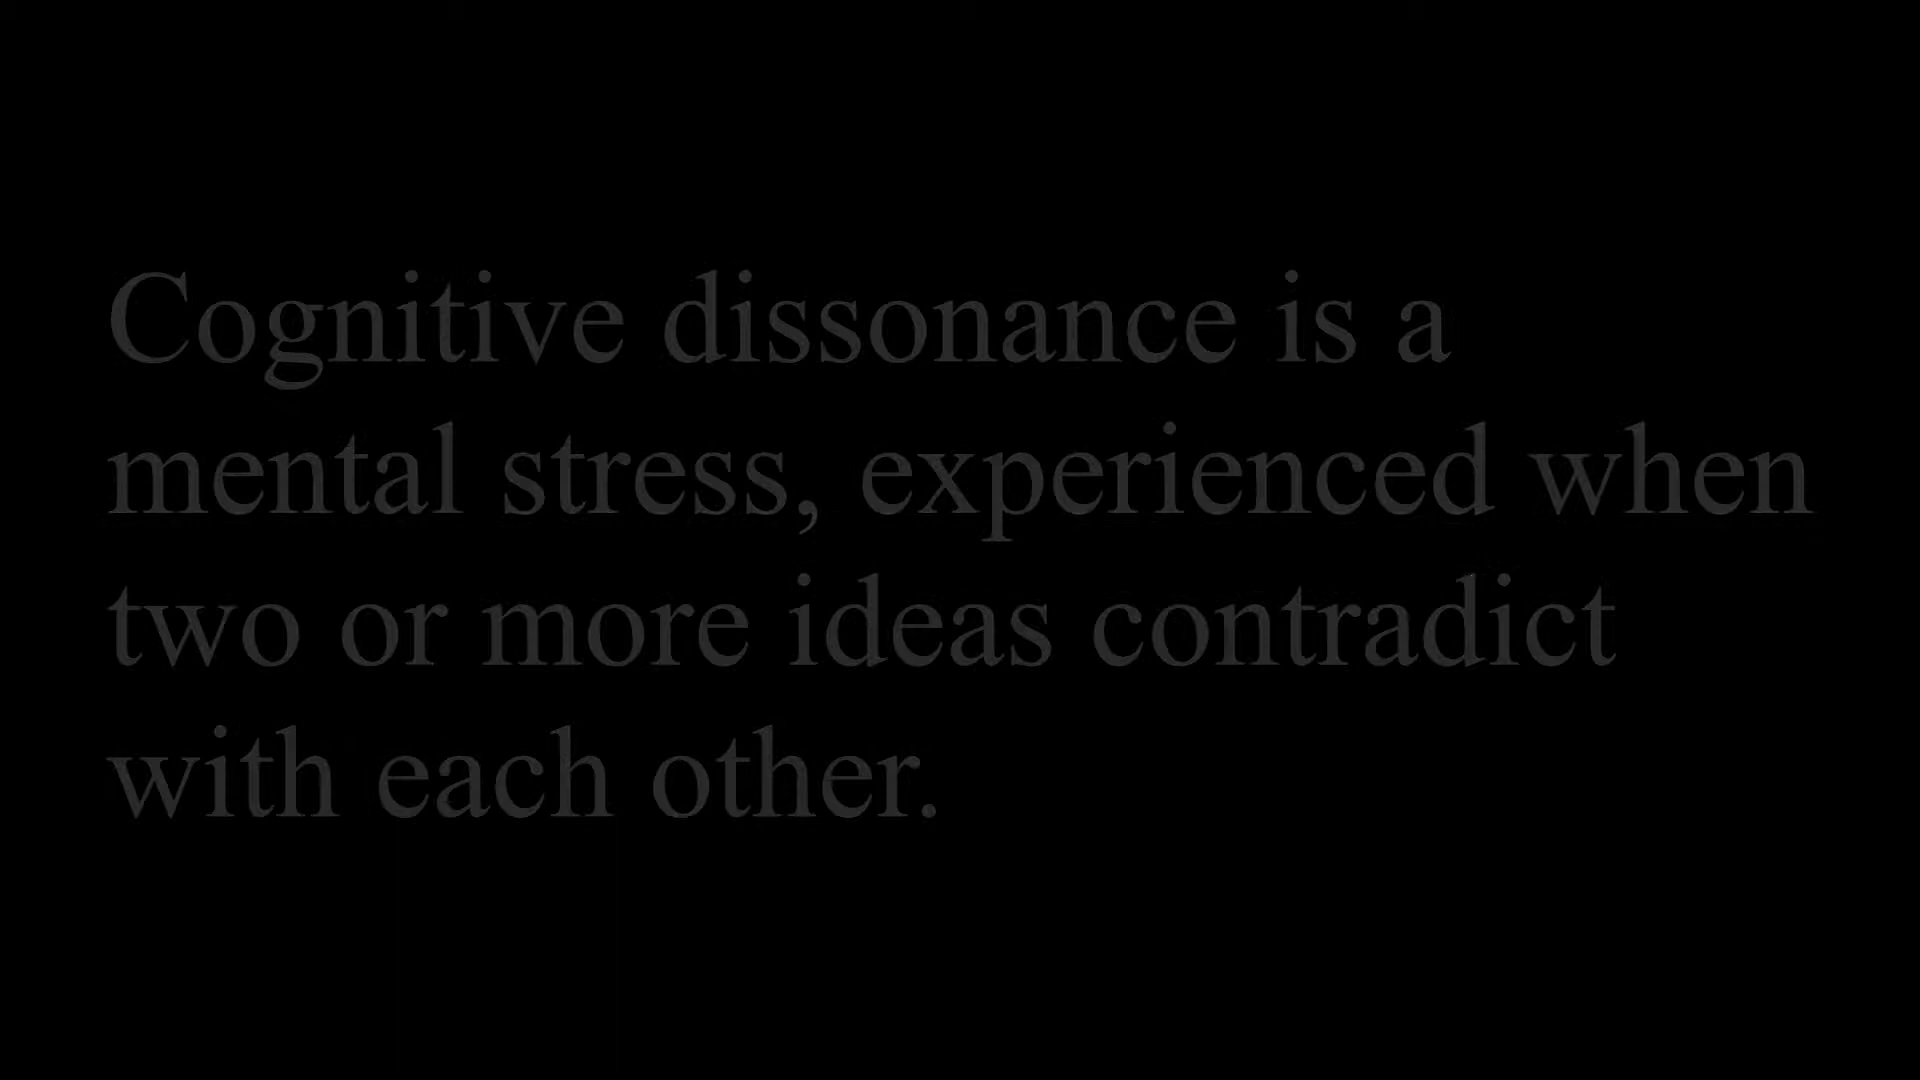 Cognitive dissonance is a
mental stress, experienced when
two or more ideas contradict
with each other.